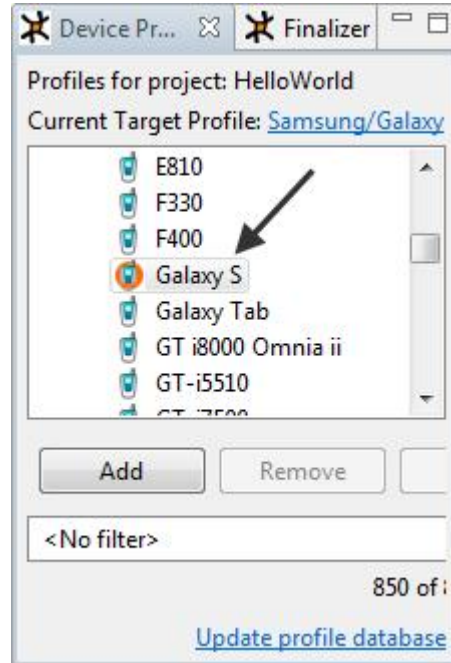 Device Pr... Finalizer
Profiles for project: HelloWorld
Current Target Profile: Samsung/Galaxy
E810
F330
F400
Galaxy S
Galaxy Tab
GT i8000 Omnia ii
GT-i5510
Add Remove
<No filter>
850 of
Update profile database